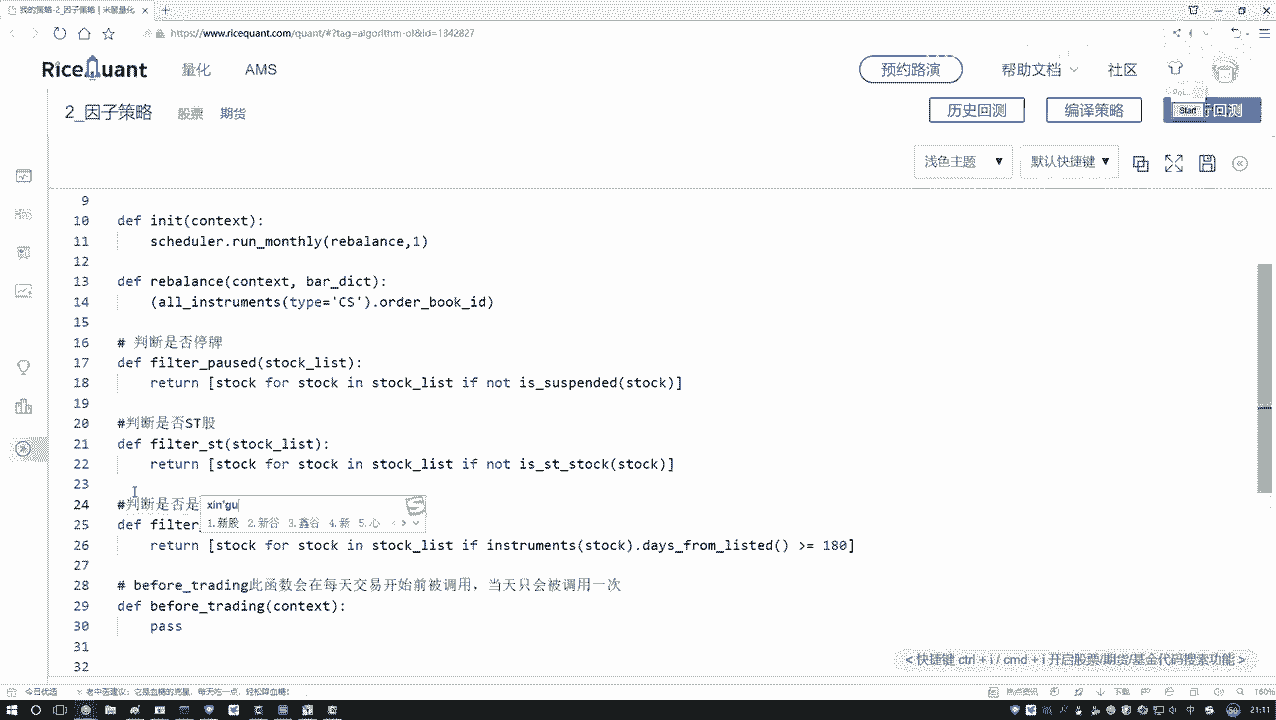 我的策略-2_因子策略 | 米筐量化
https://www.ricequant.com/quant/#?tag=algorithm-ol&id=1842827
RiceQuant 量化 AMS 预约路演 帮助文档 社区
2_因子策略 股票 期货 历史回测 编译策略 Start 回测
浅色主题 默认快捷键
9
10 def init(context):
11 scheduler.run_monthly(rebalance,1)
12
13 def rebalance(context, bar_dict):
14 (all_instruments(type='CS').order_book_id)
15
16 # 判断是否停牌
17 def filter_paused(stock_list):
18 return [stock for stock in stock_list if not is_suspended(stock)]
19
20 #判断是否ST股
21 def filter_st(stock_list):
22 return [stock for stock in stock_list if not is_st_stock(stock)]
23
24 #判断是否是 xin'gu
1.新股 2.新谷 3.鑫谷 4.新 5.心
25 def filter
26 return [stock for stock in stock_list if instruments(stock).days_from_listed() >= 180]
27
28 # before_trading此函数会在每天交易开始前被调用，当天只会被调用一次
29 def before_trading(context):
30 pass
31
32
< 快捷键 ctrl + i / cmd + i 开启股票/期货/基金代码搜索功能 >
今日优选 热点资讯 下载 160%
中 21:11